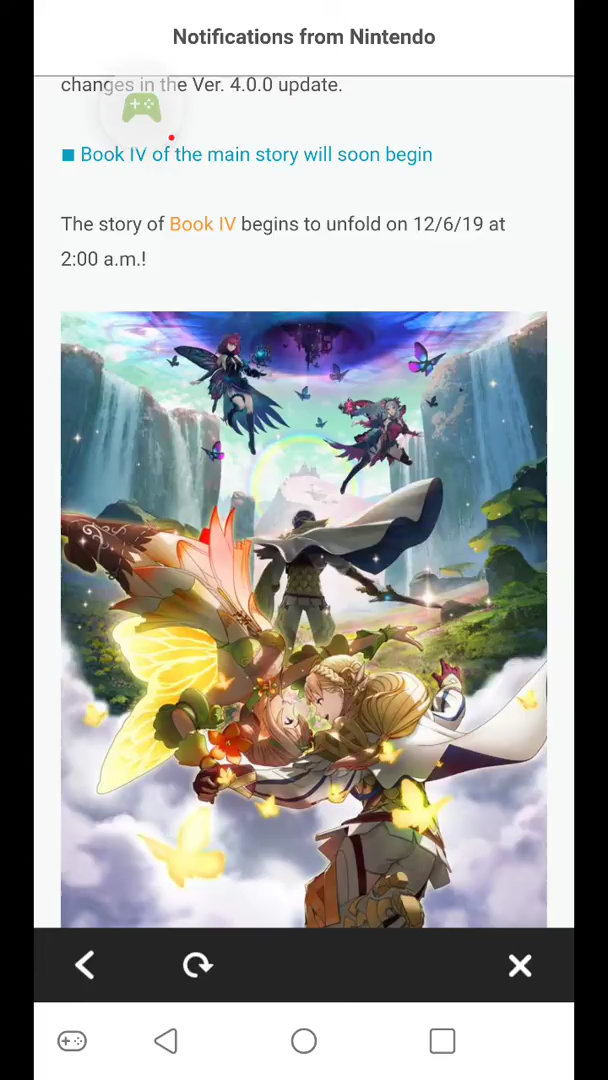 Notifications from Nintendo
changes in the Ver. 4.0.0 update.
■ Book IV of the main story will soon begin
The story of Book IV begins to unfold on 12/6/19 at
2:00 a.m.!